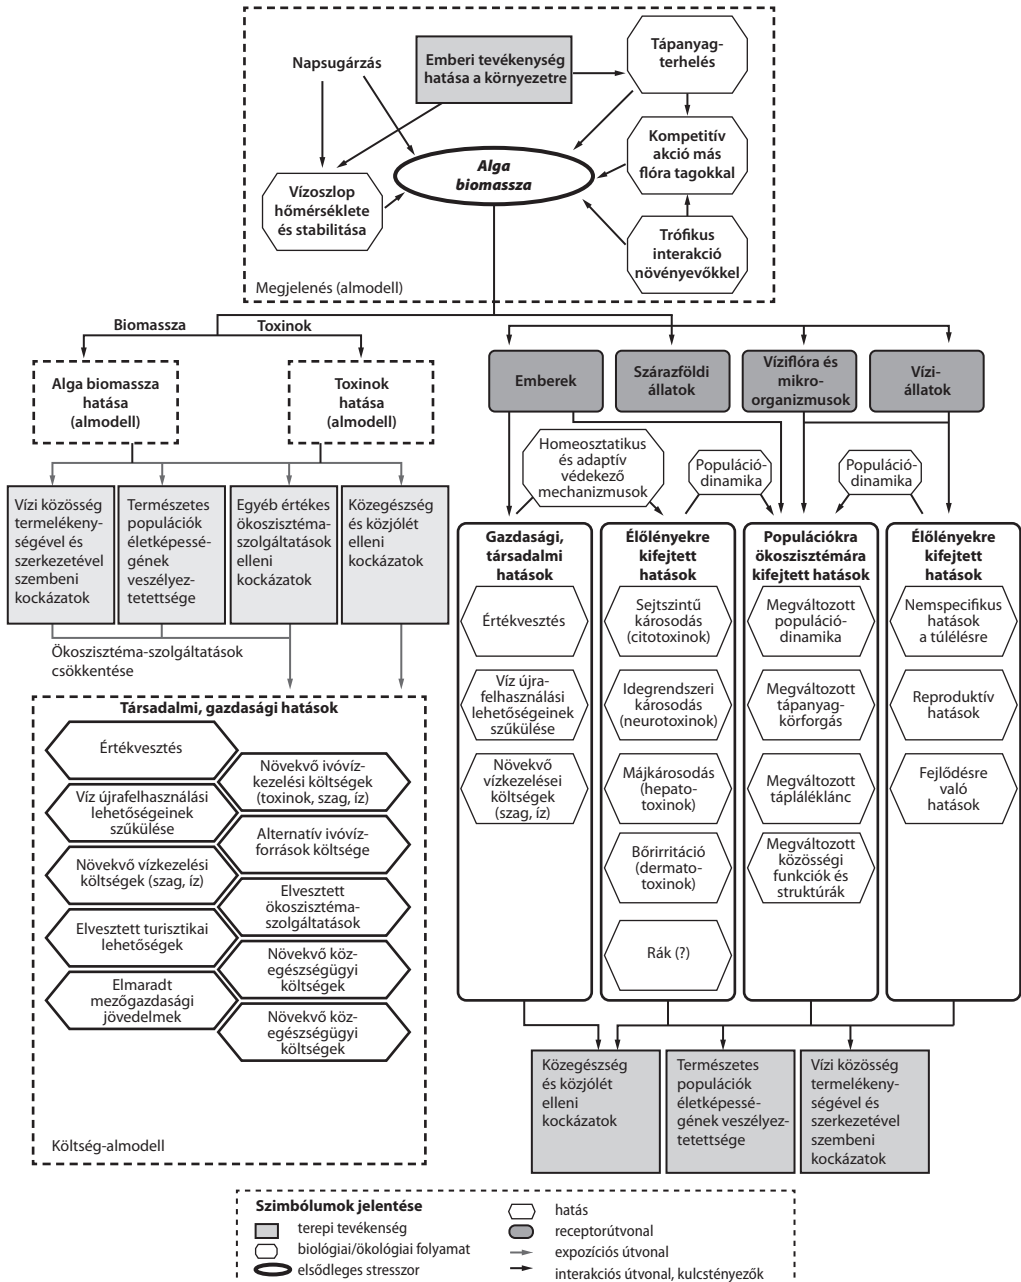 Napsugárzás
Emberi tevékenység
hatása a környezetre
Tápanyag-
terhelés
Kompetitív
akció más
flóra tagokkal
Alga
biomassza
Vízoszlop
hőmérséklete
és stabilitása
Trófikus
interakció
növényevőkkel
Megjelenés (almodell)
Biomassza
Toxinok
Alga biomassza
hatása
(almodell)
Toxinok
hatása
(almodell)
Emberek
Szárazföldi
állatok
Víziflóra és
mikro-
organizmusok
Vízi-
állatok
Homeosztatikus
és adaptív
védekező
mechanizmusok
Populáció-
dinamika
Populáció-
dinamika
Vízi közösség
termelékeny-
ségével és
szerkezetével
szembeni
kockázatok
Természetes
populációk
életképessé-
gének
veszélyez-
tetettsége
Egyéb értékes
ökoszisztéma-
szolgáltatások
elleni
kockázatok
Közegészség
és közjólét
elleni
kockázatok
Ökoszisztéma-szolgáltatások
csökkentése
Társadalmi, gazdasági hatások
Értékvesztés
Növekvő ivóvíz-
kezelési költségek
(toxinok, szag, íz)
Víz újrafelhasználási
lehetőségeinek
szűkülése
Alternatív ivóvíz-
források költsége
Növekvő vízkezelési
költségek (szag, íz)
Elvesztett
ökoszisztéma-
szolgáltatások
Elvesztett turisztikai
lehetőségek
Növekvő köz-
egészségügyi
költségek
Elmaradt
mezőgazdasági
jövedelmek
Növekvő köz-
egészségügyi
költségek
Költség-almodell
Gazdasági,
társadalmi
hatások
Értékvesztés
Víz újra-
felhasználási
lehetőségeinek
szűkülése
Növekvő
vízkezelései
költségek
(szag, íz)
Élőlényekre
kifejtett
hatások
Sejtszintű
károsodás
(citotoxinok)
Idegrendszeri
károsodás
(neurotoxinok)
Májkárosodás
(hepato-
toxinok)
Bőrirritáció
(dermato-
toxinok)
Rák (?)
Populációkra
ökoszisztémára
kifejtett hatások
Megváltozott
populáció-
dinamika
Megváltozott
tápanyag-
körforgás
Megváltozott
tápláléklánc
Megváltozott
közösségi
funkciók és
struktúrák
Élőlényekre
kifejtett
hatások
Nemspecifikus
hatások
a túlélésre
Reproduktív
hatások
Fejlődésre
való
hatások
Közegészség
és közjólét
elleni
kockázatok
Természetes
populációk
életképessé-
gének veszélyez-
tetettsége
Vízi közösség
termelékeny-
ségével és
szerkezetével
szembeni
kockázatok
Szimbólumok jelentése
terepi tevékenség
biológiai/ökológiai folyamat
elsődleges stresszor
hatás
receptorútvonal
expozíciós útvonal
interakciós útvonal, kulcstényezők